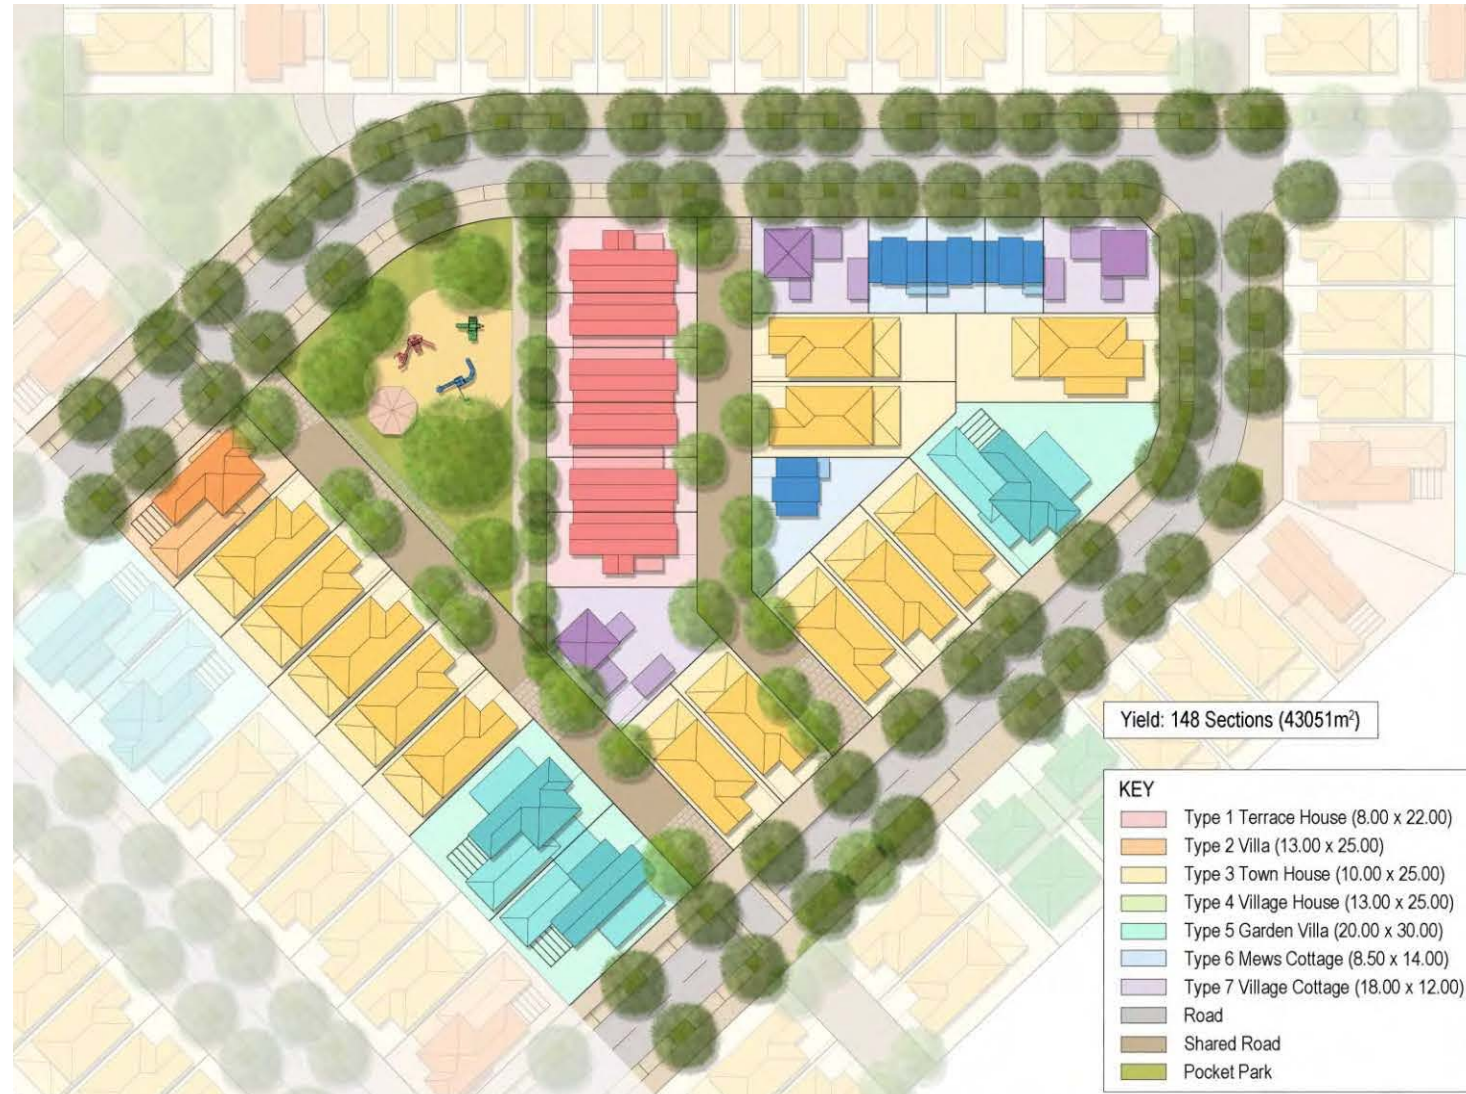 Yield: 148 Sections (43051m²)
KEY
Type 1 Terrace House (8.00 x 22.00)
Type 2 Villa (13.00 x 25.00)
Type 3 Town House (10.00 x 25.00)
Type 4 Village House (13.00 x 25.00)
Type 5 Garden Villa (20.00 x 30.00)
Type 6 Mews Cottage (8.50 x 14.00)
Type 7 Village Cottage (18.00 x 12.00)
Road
Shared Road
Pocket Park